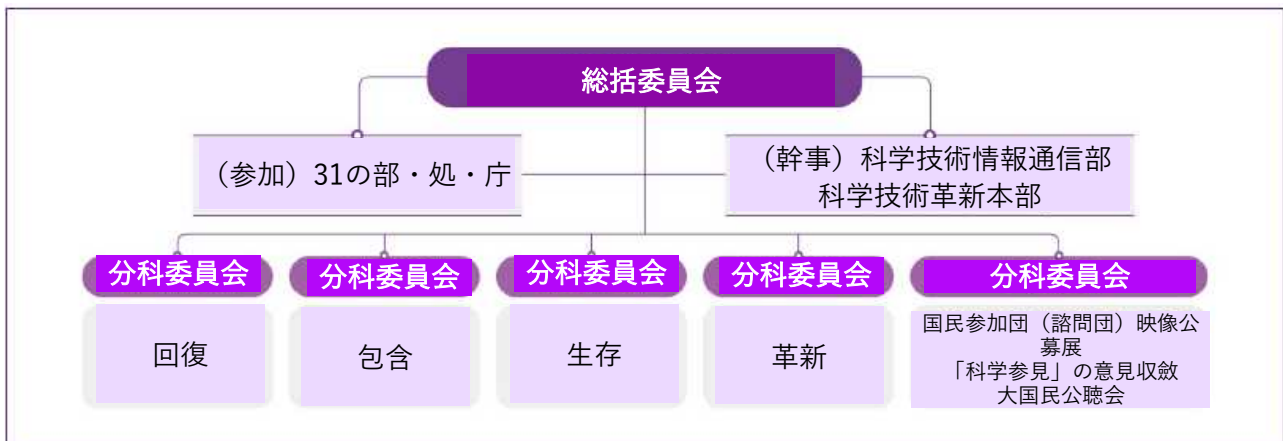 総括委員会
（参加）31の部・処・庁
（幹事）科学技術情報通信部
科学技術革新本部
分科委員会
回復
分科委員会
包含
分科委員会
生存
分科委員会
革新
分科委員会
国民参加団（諮問団）映像公
募展
「科学参見」の意見収斂
大国民公聴会